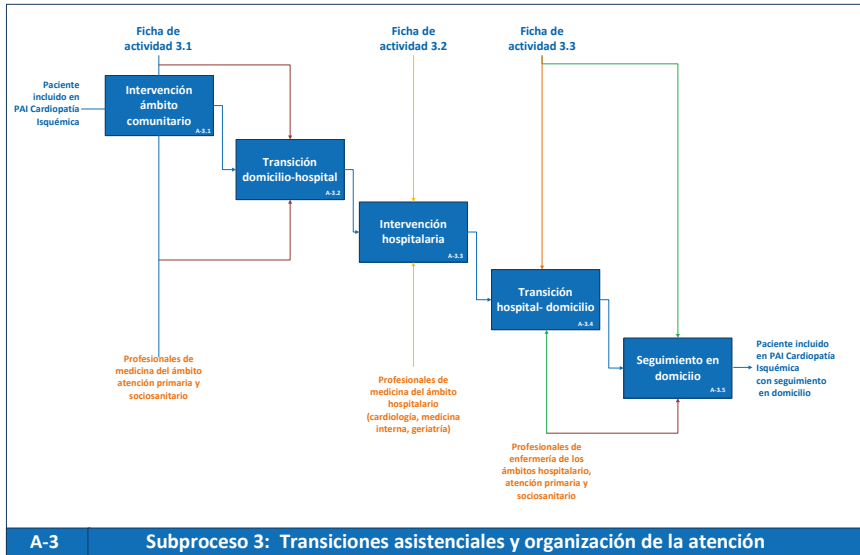 Ficha de
actividad 3.1
Ficha de
actividad 3.2
Ficha de
actividad 3.3
Paciente
incluido en
PAI Cardiopatía
Isquémica
Intervención
ámbito
comunitario
A-3.1
Transición
domicilio-hospital
A-3.2
Intervención
hospitalaria
A-3.3
Transición
hospital- domicilio
A-3.4
Seguimiento en
domiciio
A-3.5
Paciente incluido
en PAI Cardiopatía
Isquémica
con seguimiento
en domicilio
Profesionales de
medicina del ámbito
atención primaria y
sociosanitario
Profesionales de
medicina del ámbito
hospitalario
(cardiología, medicina
interna, geriatría)
Profesionales de
enfermería de los
ámbitos hospitalario,
atención primaria y
sociosanitario
A-3
Subproceso 3: Transiciones asistenciales y organización de la atención